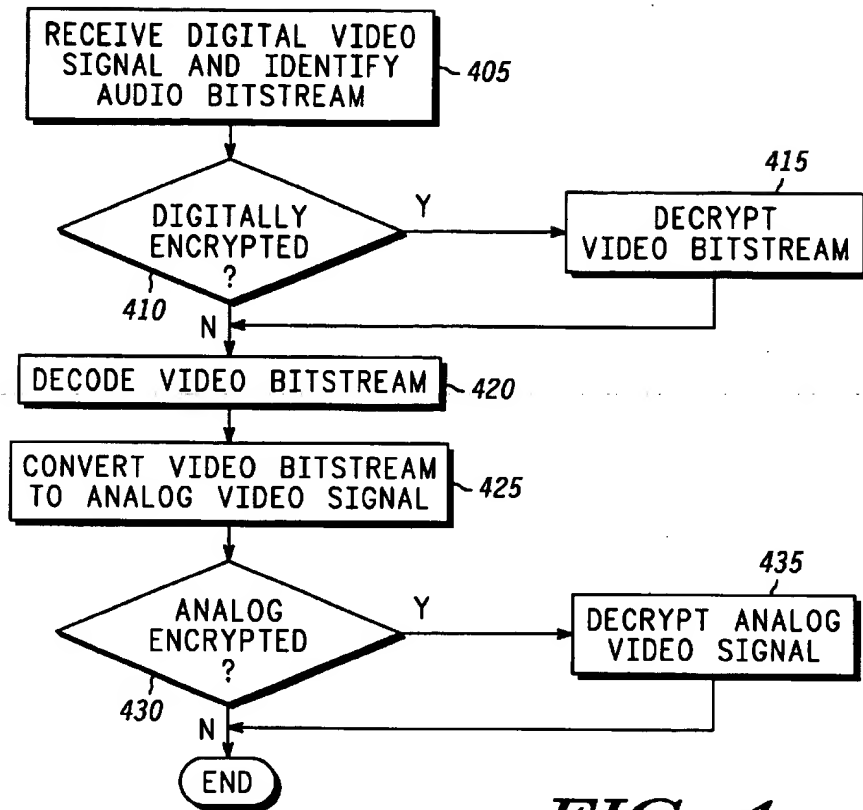 RECEIVE DIGITAL VIDEO
SIGNAL AND IDENTIFY
AUDIO BITSTREAM
405
DIGITALLY
ENCRYPTED
?
410
Y
415
DECRYPT
VIDEO BITSTREAM
N
DECODE VIDEO BITSTREAM
420
CONVERT VIDEO BITSTREAM
TO ANALOG VIDEO SIGNAL
425
ANALOG
ENCRYPTED
?
430
Y
435
DECRYPT ANALOG
VIDEO SIGNAL
N
END